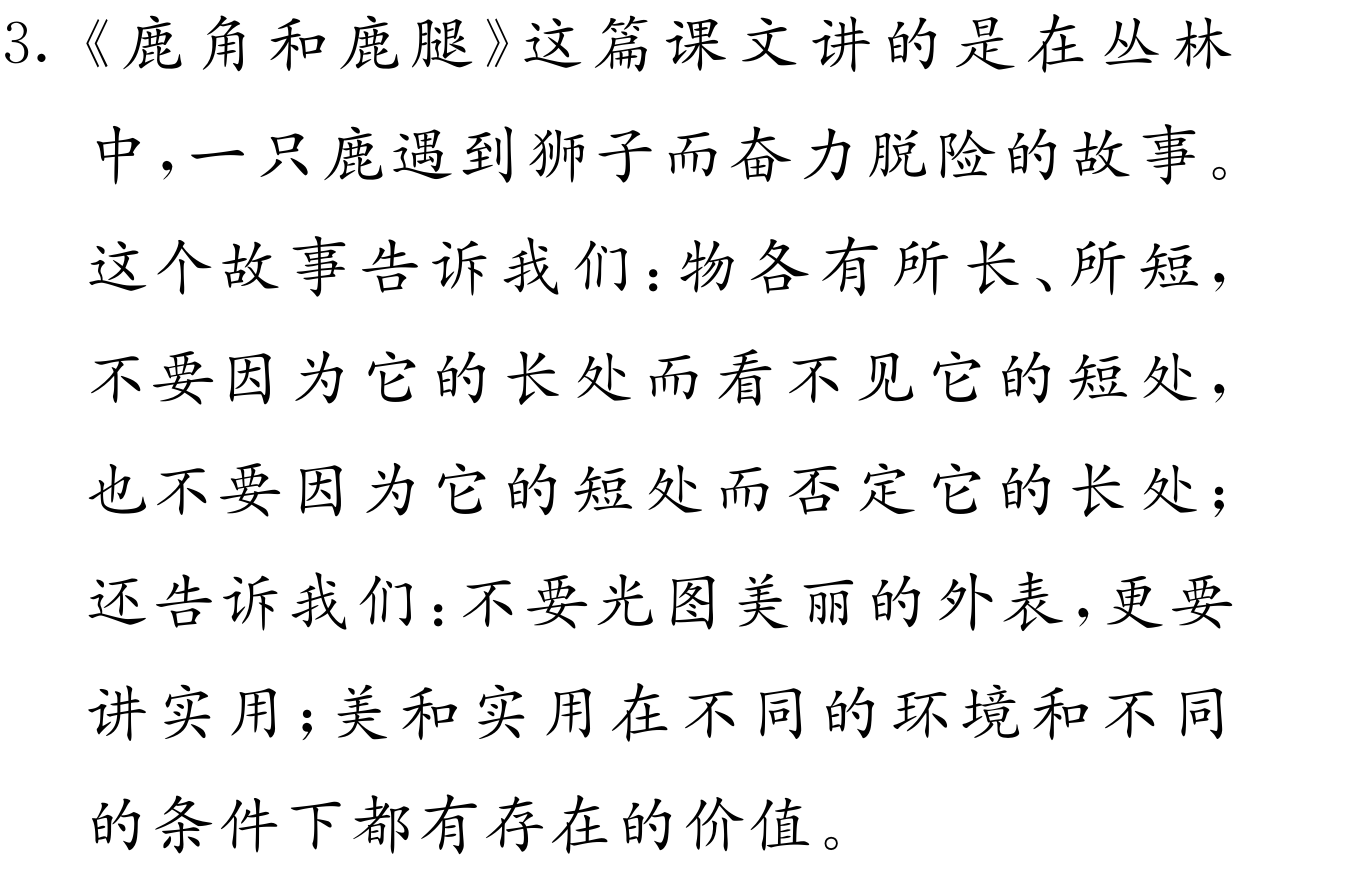 3.《鹿角和鹿腿》这篇课文讲的是在丛林
中,一只鹿遇到狮子而奋力脱险的故事。
这个故事告诉我们:物各有所长、所短,
不要因为它的长处而看不见它的短处,
也不要因为它的短处而否定它的长处;
还告诉我们:不要光图美丽的外表,更要
讲实用;美和实用在不同的环境和不同
的条件下都有存在的价值。